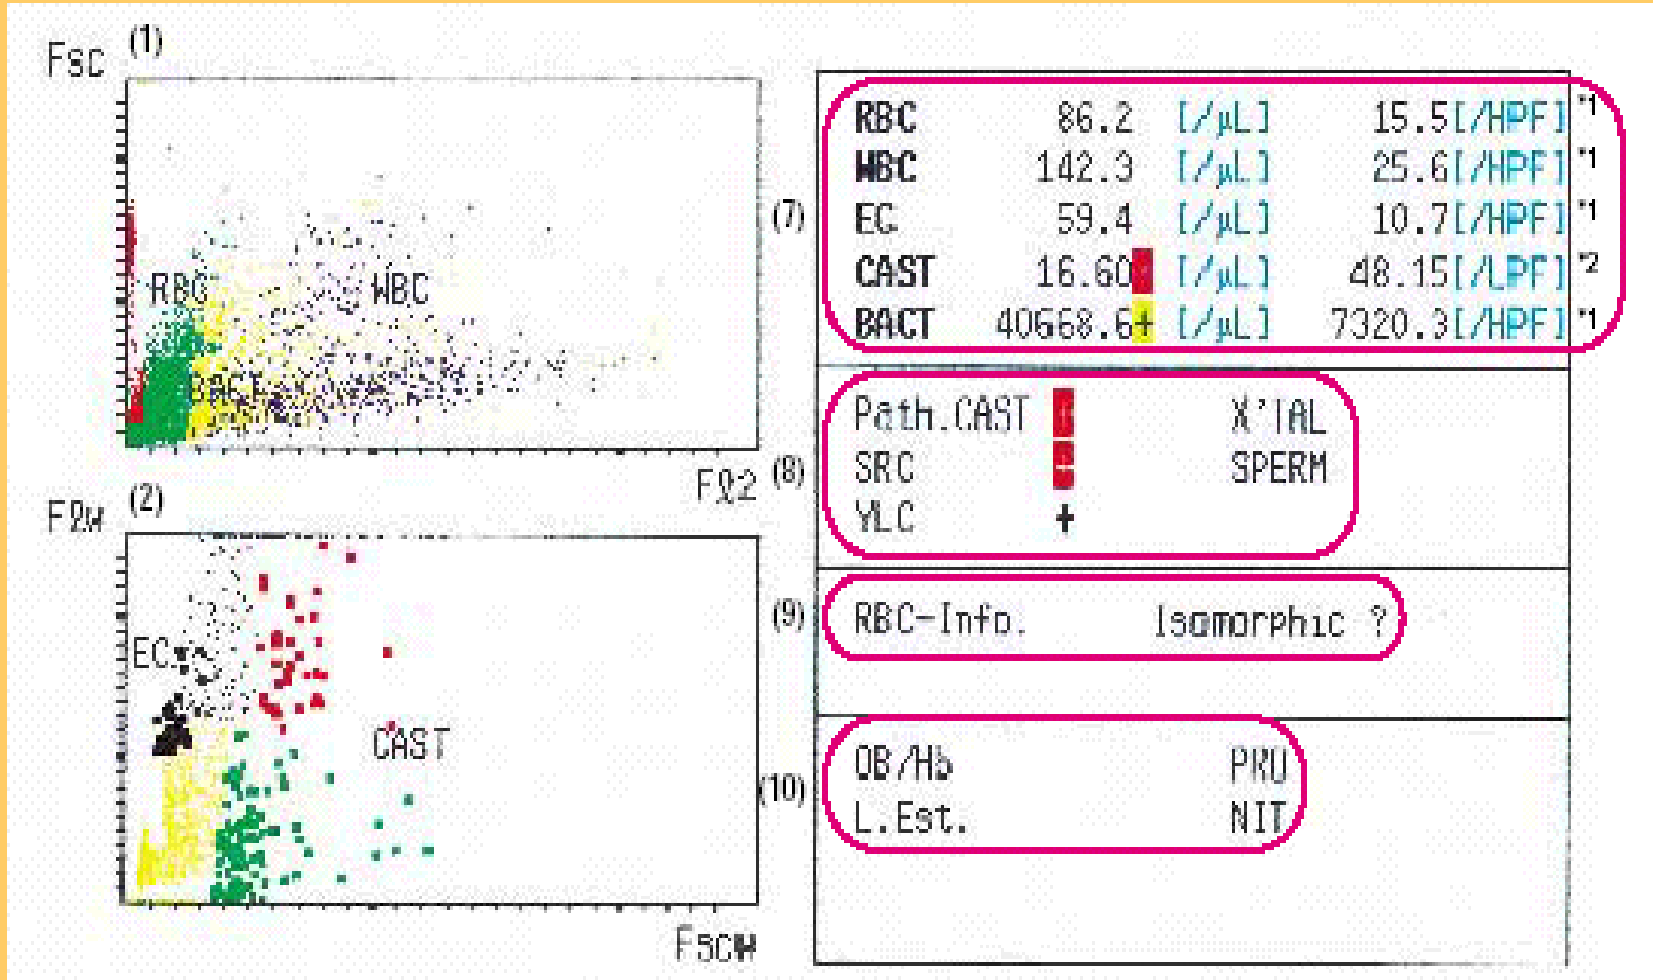 (1)
FSC
RBC
WBC
BACT
Fℓ2
(2)
FℓW
EC
CAST
FSCW
(7)
RBC 86.2 [/µL] 15.5[/HPF] *1
WBC 142.3 [/µL] 25.6[/HPF] *1
EC 59.4 [/µL] 10.7[/HPF] *1
CAST 16.60 [/µL] 48.15[/LPF] *2
BACT 40668.6+ [/µL] 7320.3[/HPF] *1
(8)
Path.CAST X'TAL
SRC + SPERM
YLC +
(9)
RBC-Info. Isomorphic ?
(10)
OB/Hb PRO
L.Est. NIT